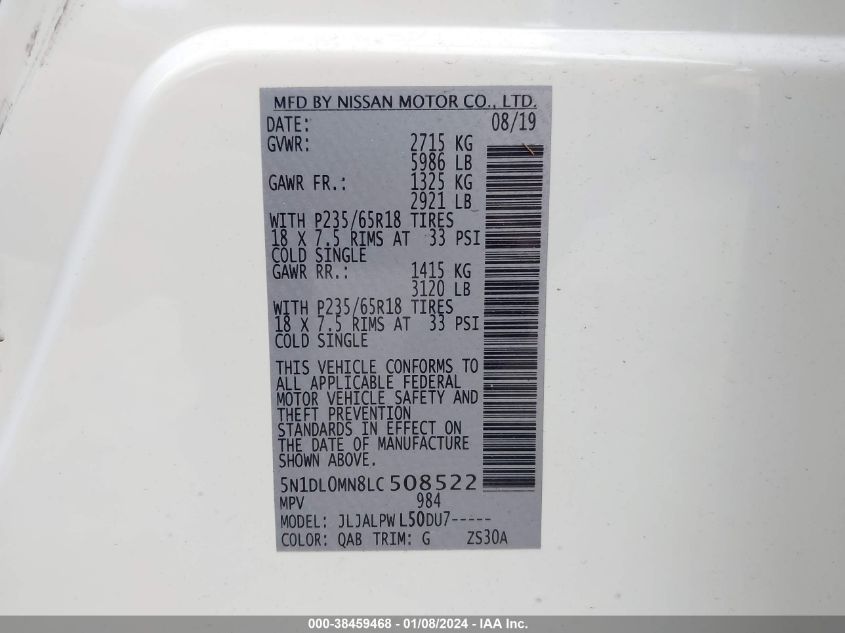 MFD BY NISSAN MOTOR CO., LTD.
DATE: 08/19
GVWR: 2715 KG
5986 LB
GAWR FR.: 1325 KG
2921 LB
WITH P235/65R18 TIRES
18 X 7.5 RIMS AT 33 PSI
COLD SINGLE
GAWR RR.: 1415 KG
3120 LB
WITH P235/65R18 TIRES
18 X 7.5 RIMS AT 33 PSI
COLD SINGLE
THIS VEHICLE CONFORMS TO
ALL APPLICABLE FEDERAL
MOTOR VEHICLE SAFETY AND
THEFT PREVENTION
STANDARDS IN EFFECT ON
THE DATE OF MANUFACTURE
SHOWN ABOVE.
5N1DL0MN8LC508522
MPV 984
MODEL: JLJALPWL50DU7-----
COLOR: QAB TRIM: G ZS30A
000-38459468 - 01/08/2024 - IAA Inc.